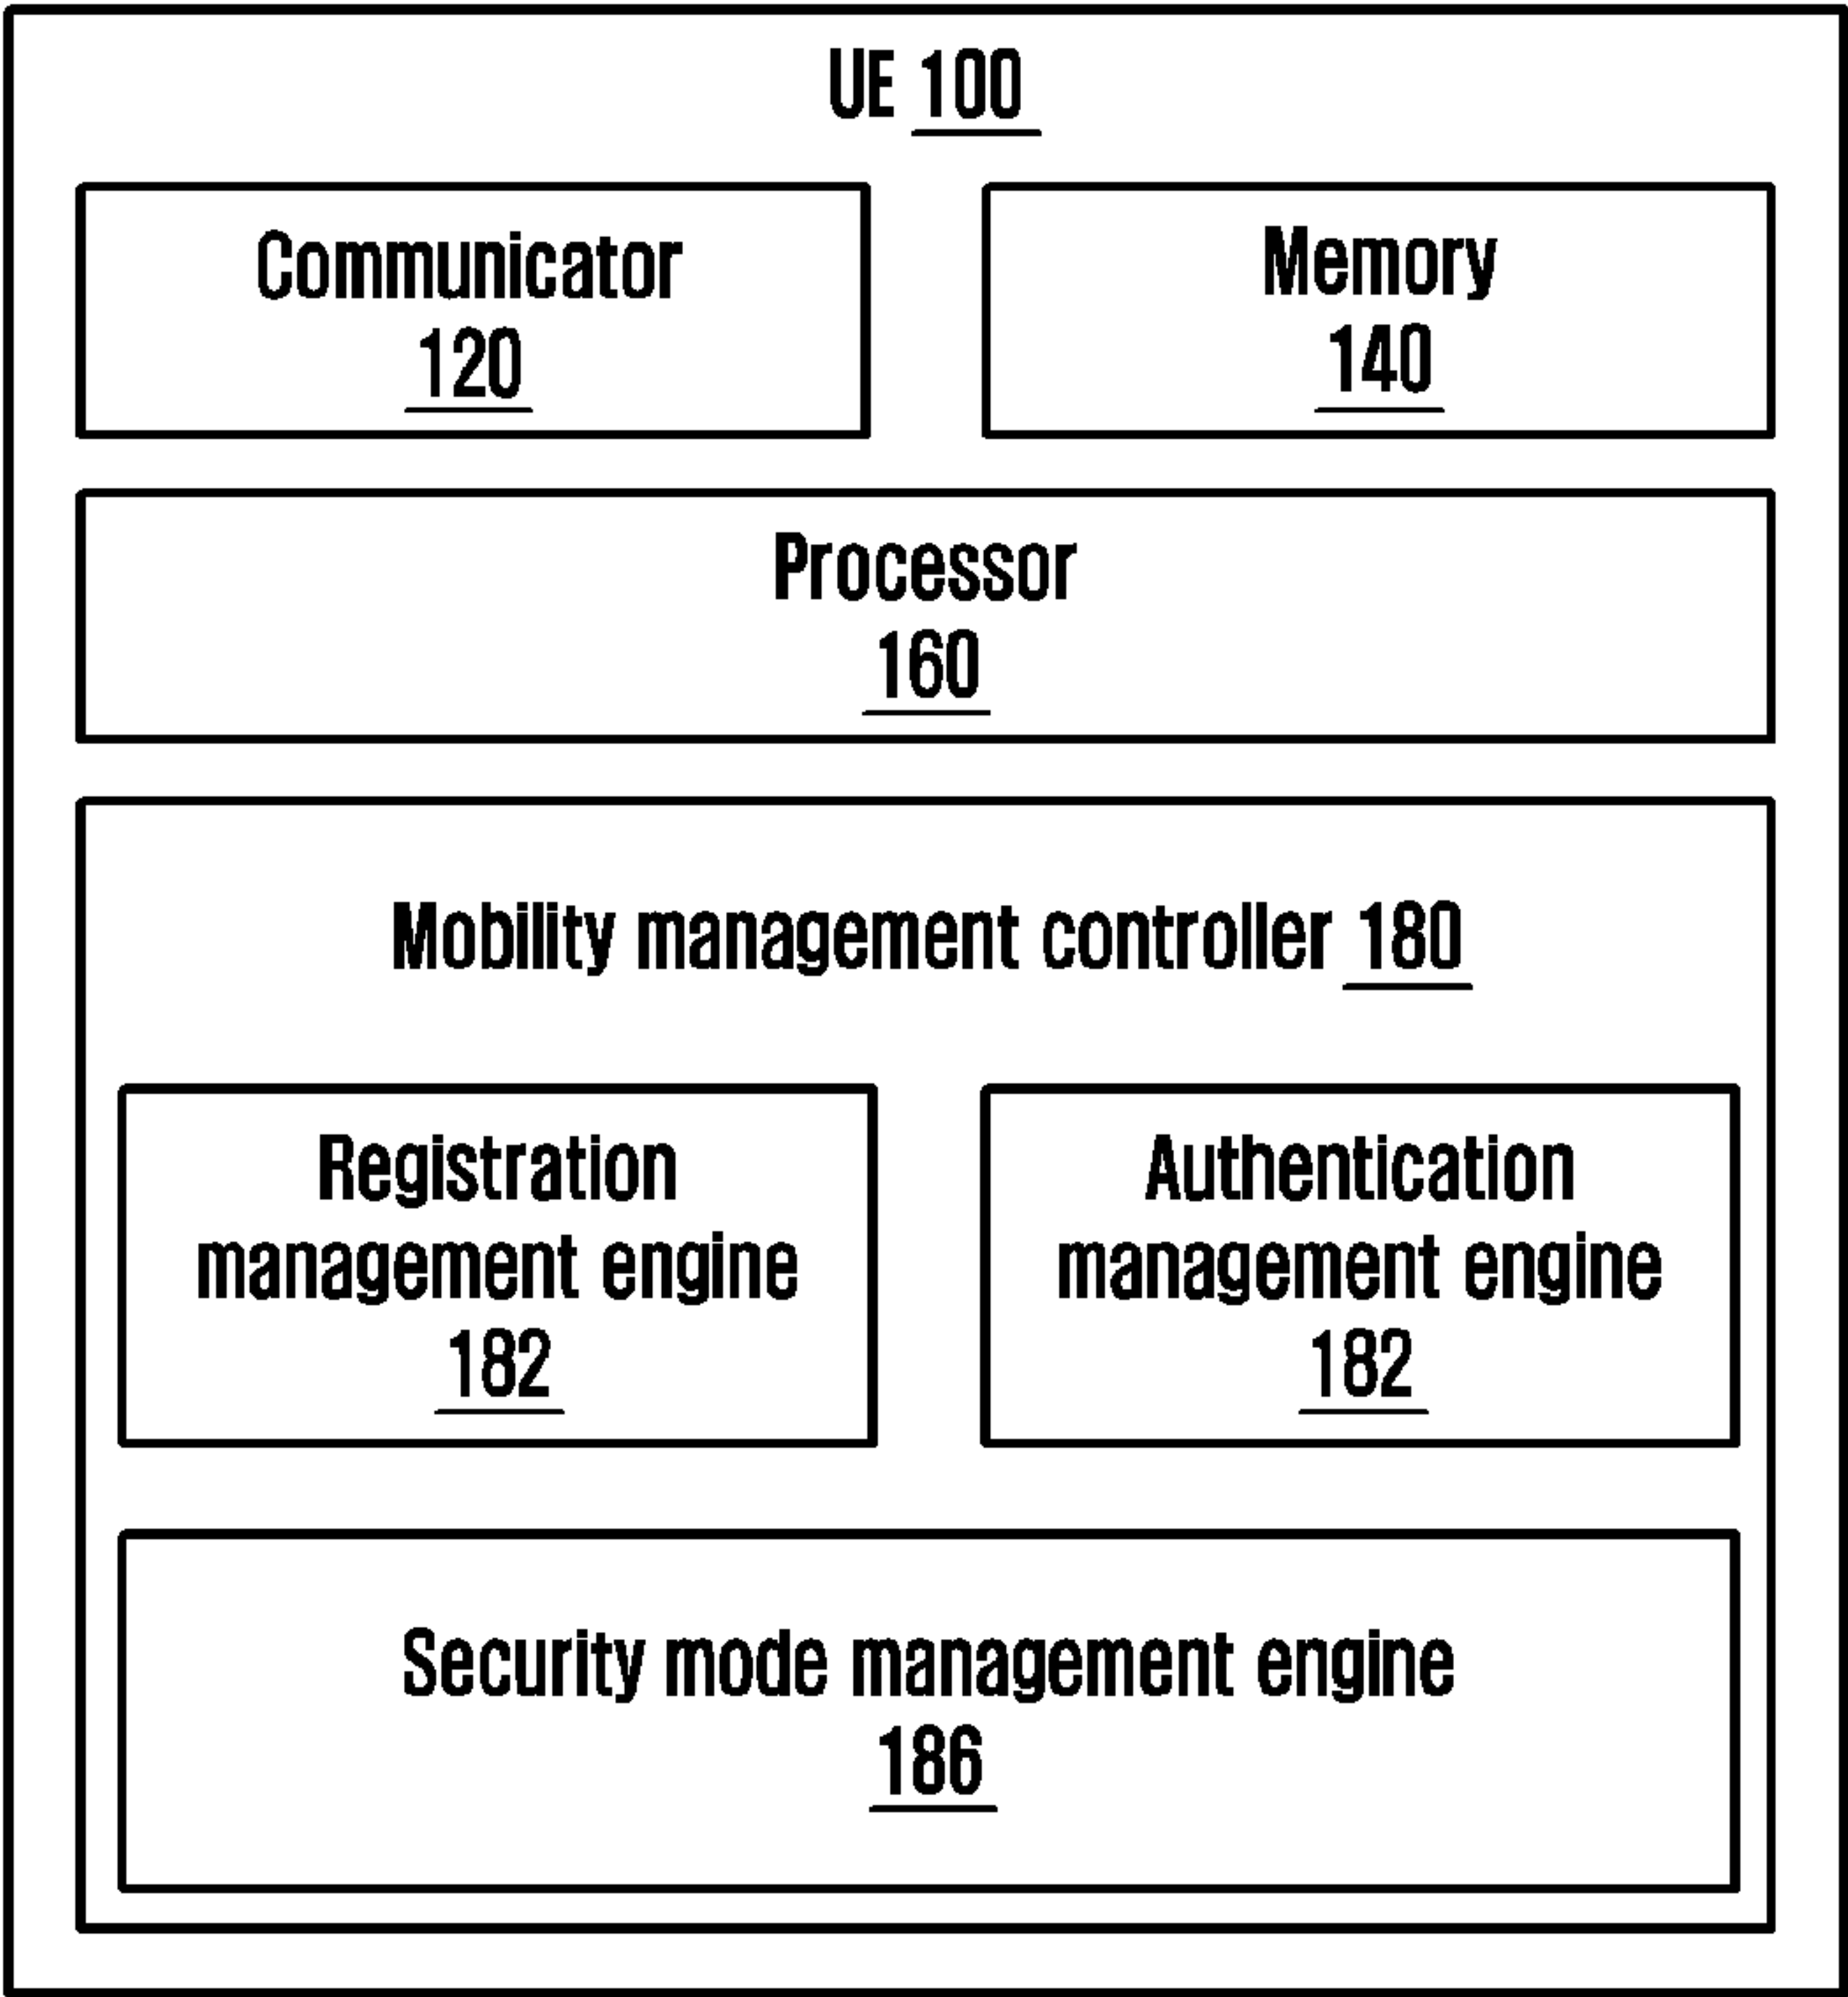 UE 100
Communicator
120
Memory
140
Processor
160
Mobility management controller 180
Registration
management engine
182
Authentication
management engine
182
Security mode management engine
186